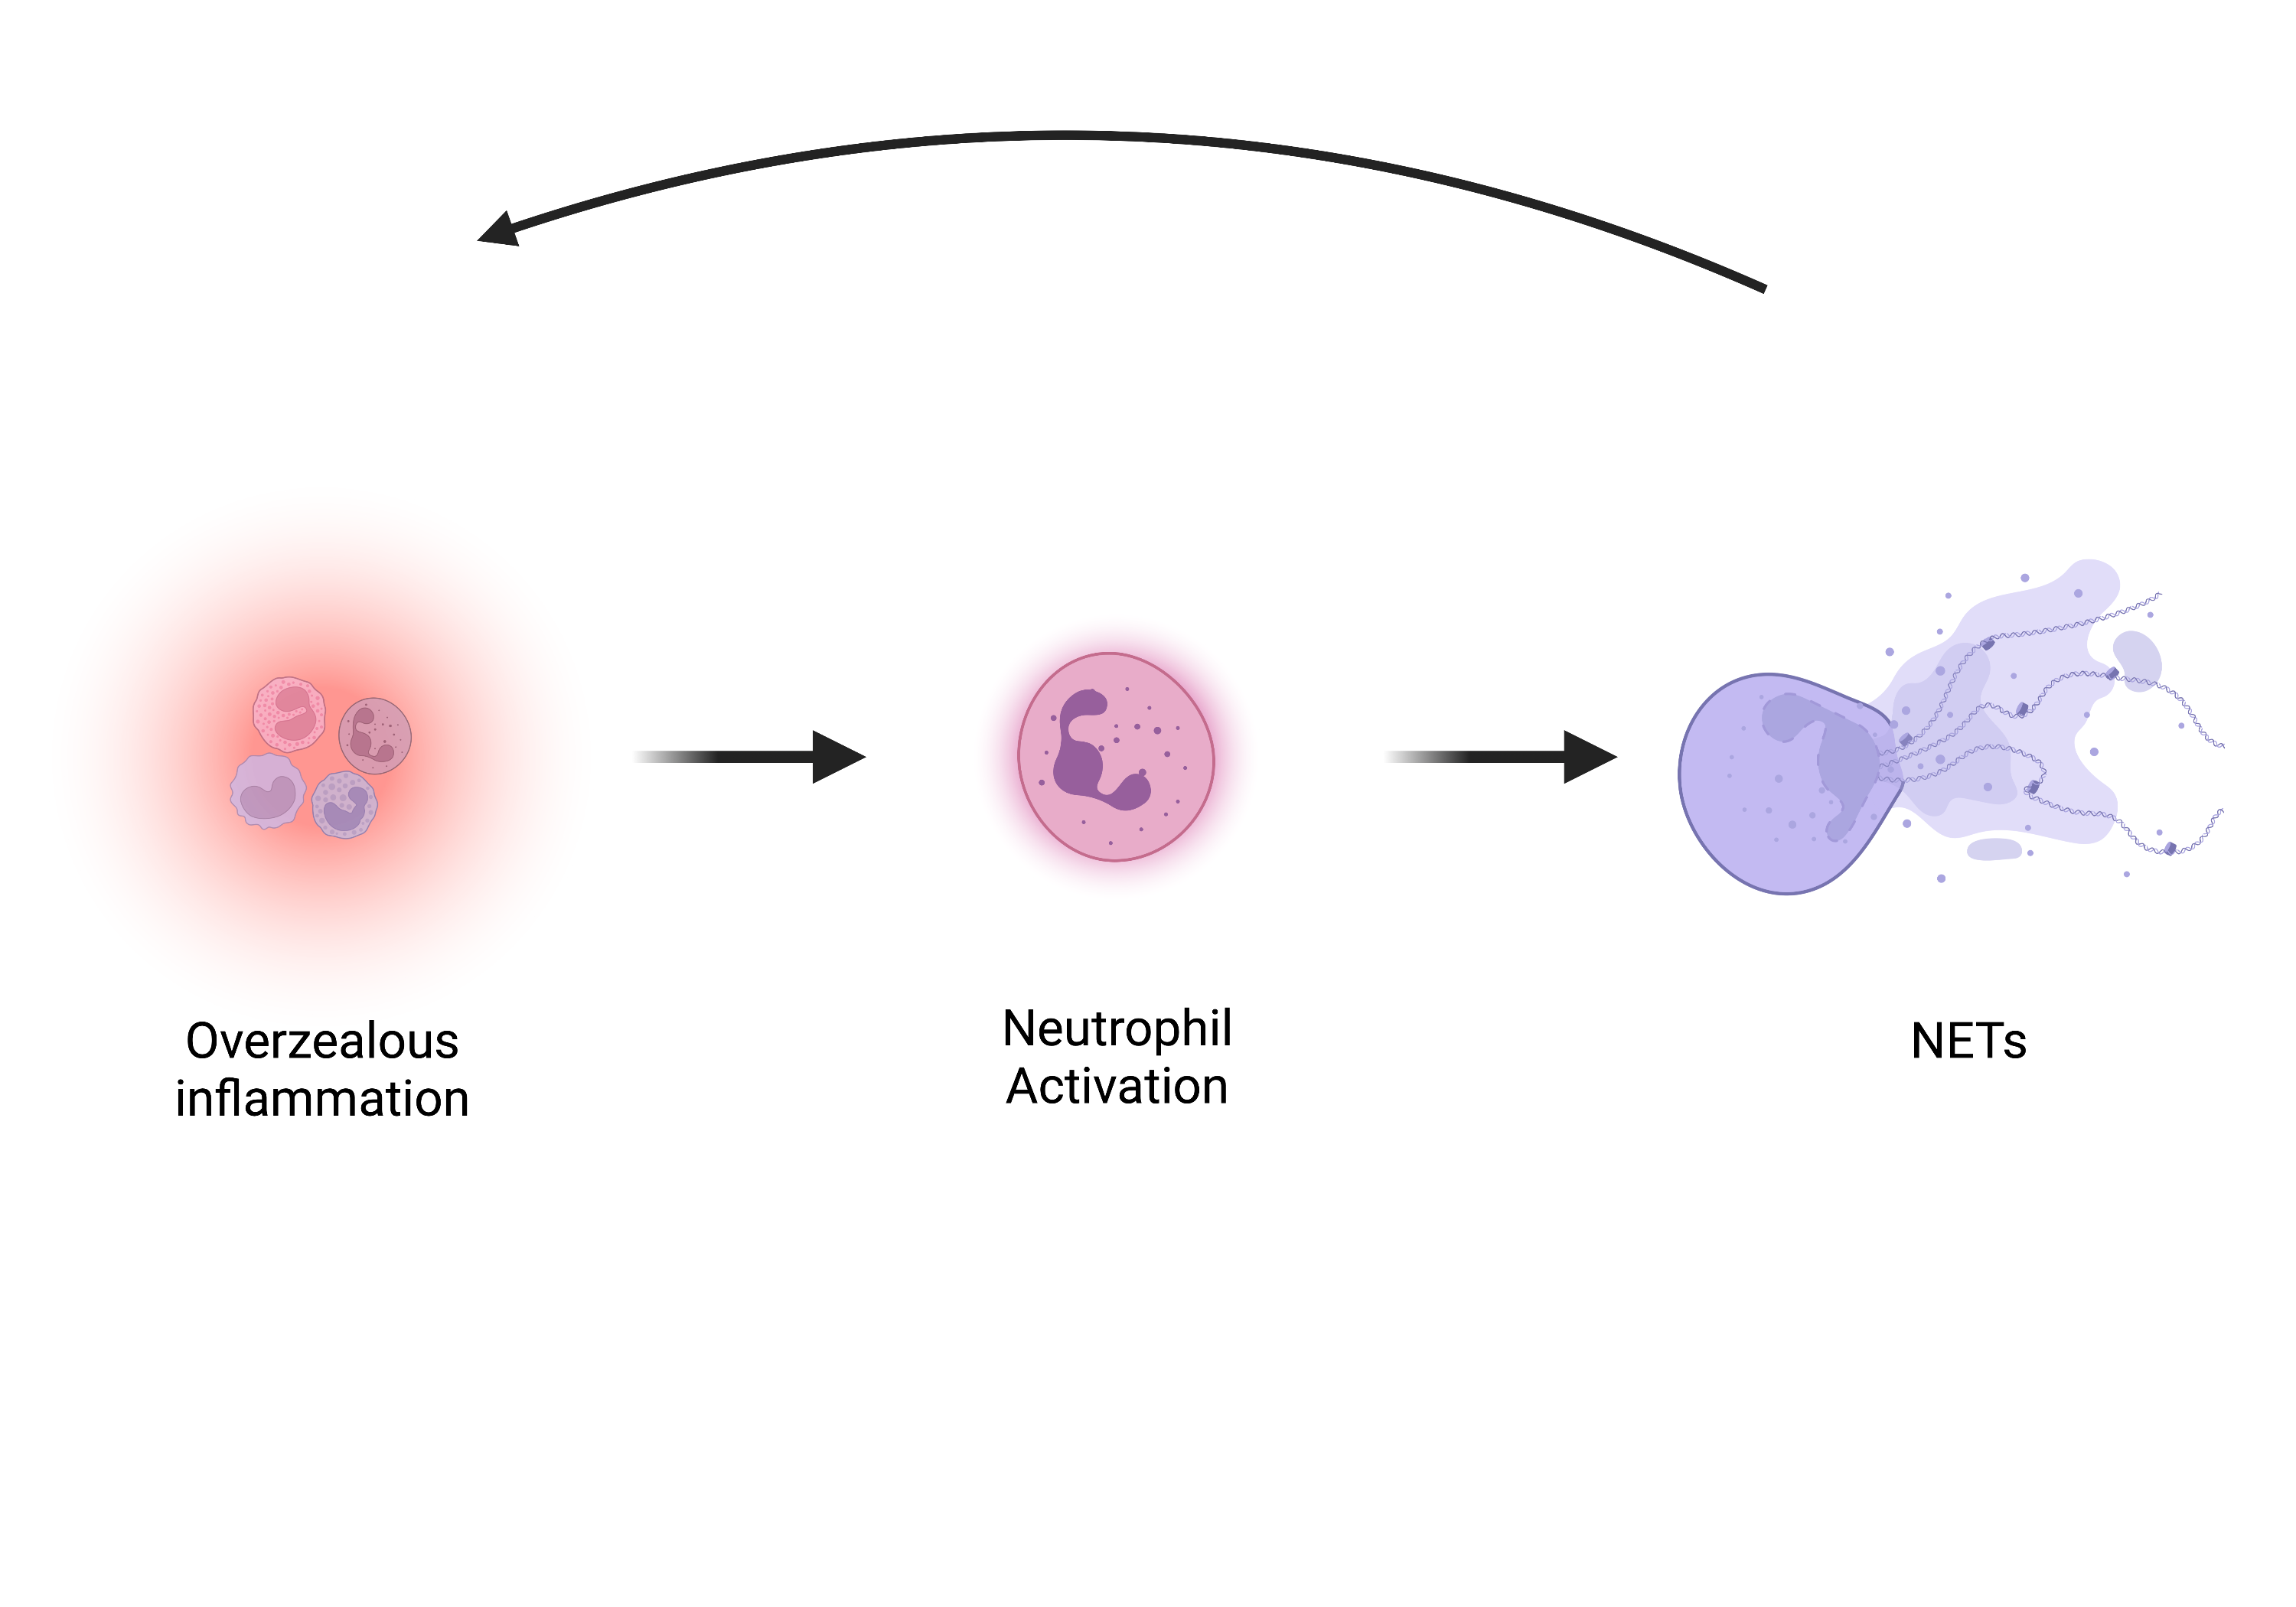 Overzealous
inflammation
Neutrophil
Activation
NETs